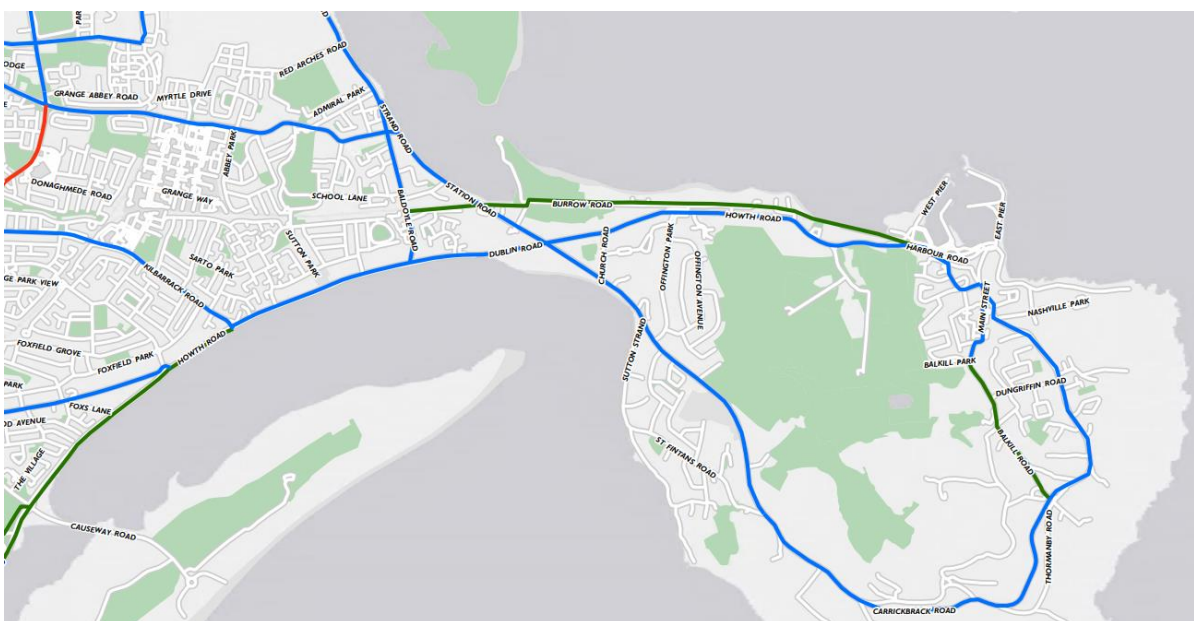 PARK
ROAD
RED ARCHES ROAD
ODGE
GRANGE ABBEY ROAD
MYRTLE DRIVE
ADMIRAL PARK
STRAND ROAD
ABBEY PARK
DONAGHMEDE ROAD
GRANGE WAY
SCHOOL LANE
STATION ROAD
BALDOYLE ROAD
BURROW ROAD
HOWTH ROAD
WEST PIER
EAST PIER
SUTTON PARK
SARTO PARK
DUBLIN ROAD
CHURCH ROAD
OFFINGTON PARK
OFFINGTON AVENUE
HARBOUR ROAD
KILBARRACK ROAD
GE PARK VIEW
MAIN STREET
NASHVILLE PARK
FOXFIELD GROVE
FOXFIELD PARK
HOWTH ROAD
SUTTON STRAND
BALKILL PARK
PARK
DUNGRIFFIN ROAD
FOXS LANE
OD AVENUE
BALKILL ROAD
ST FINTANS ROAD
THE VILLAGE
CAUSEWAY ROAD
THORMANBY ROAD
CARRICKBRACK ROAD